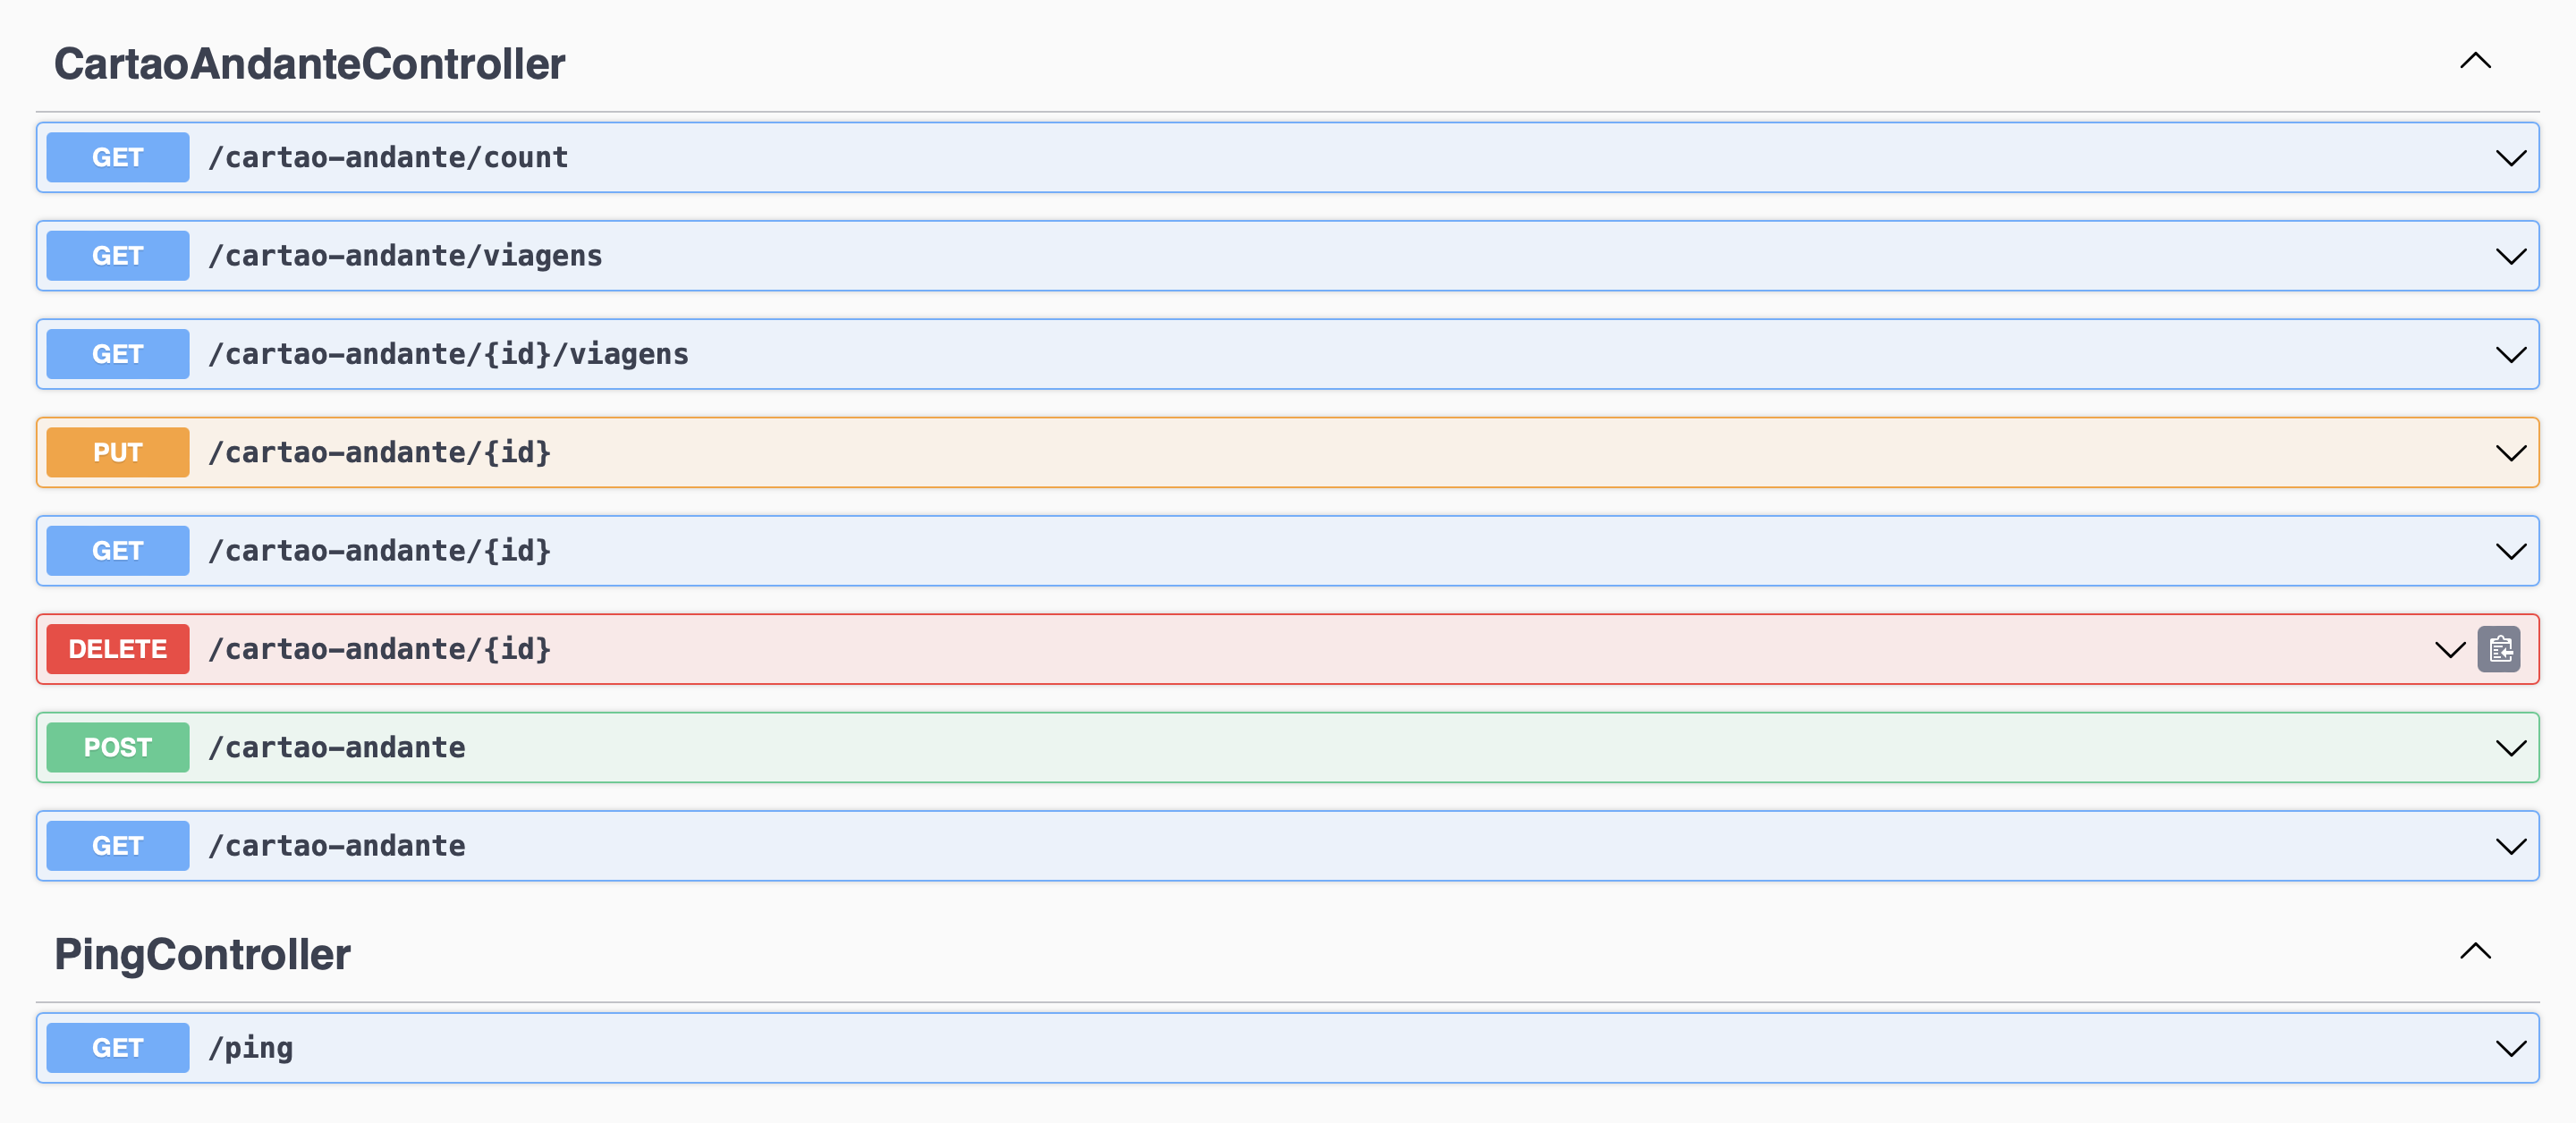 CartaoAndanteController
GET /cartao-andante/count
GET /cartao-andante/viagens
GET /cartao-andante/{id}/viagens
PUT /cartao-andante/{id}
GET /cartao-andante/{id}
DELETE /cartao-andante/{id}
POST /cartao-andante
GET /cartao-andante
PingController
GET /ping